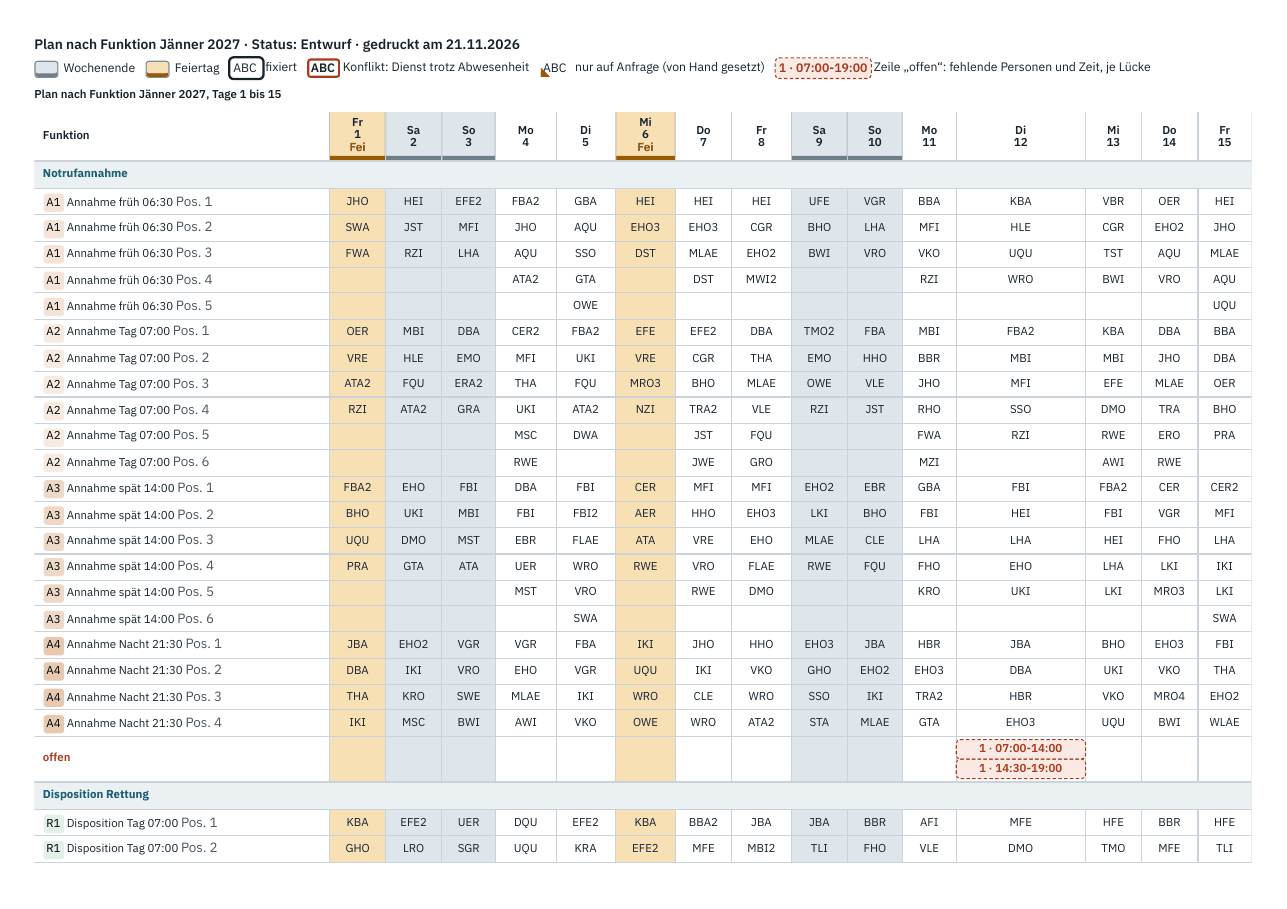 Plan nach Funktion Jänner 2027 · Status: Entwurf · gedruckt am 21.11.2026
Wochenende Feiertag ABC fixiert ABC Konflikt: Dienst trotz Abwesenheit ABC nur auf Anfrage (von Hand gesetzt) 1 · 07:00-19:00 Zeile „offen“: fehlende Personen und Zeit, je Lücke
Plan nach Funktion Jänner 2027, Tage 1 bis 15
Funktion Fr 1 Fei Sa 2 So 3 Mo 4 Di 5 Mi 6 Fei Do 7 Fr 8 Sa 9 So 10 Mo 11 Di 12 Mi 13 Do 14 Fr 15
Notrufannahme
A1 Annahme früh 06:30 Pos. 1 JHO HEI EFE2 FBA2 GBA HEI HEI HEI UFE VGR BBA KBA VBR OER HEI
A1 Annahme früh 06:30 Pos. 2 SWA JST MFI JHO AQU EHO3 EHO3 CGR BHO LHA MFI HLE CGR EHO2 JHO
A1 Annahme früh 06:30 Pos. 3 FWA RZI LHA AQU SSO DST MLAE EHO2 BWI VRO VKO UQU TST AQU MLAE
A1 Annahme früh 06:30 Pos. 4 ATA2 GTA DST MWI2 RZI WRO BWI VRO AQU
A1 Annahme früh 06:30 Pos. 5 OWE UQU
A2 Annahme Tag 07:00 Pos. 1 OER MBI DBA CER2 FBA2 EFE EFE2 DBA TMO2 FBA MBI FBA2 KBA DBA BBA
A2 Annahme Tag 07:00 Pos. 2 VRE HLE EMO MFI UKI VRE CGR THA EMO HHO BBR MBI MBI JHO DBA
A2 Annahme Tag 07:00 Pos. 3 ATA2 FQU ERA2 THA FQU MRO3 BHO MLAE OWE VLE JHO MFI EFE MLAE OER
A2 Annahme Tag 07:00 Pos. 4 RZI ATA2 GRA UKI ATA2 NZI TRA2 VLE RZI JST RHO SSO DMO TRA BHO
A2 Annahme Tag 07:00 Pos. 5 MSC DWA JST FQU FWA RZI RWE ERO PRA
A2 Annahme Tag 07:00 Pos. 6 RWE JWE GRO MZI AWI RWE
A3 Annahme spät 14:00 Pos. 1 FBA2 EHO FBI DBA FBI CER MFI MFI EHO2 EBR GBA FBI FBA2 CER CER2
A3 Annahme spät 14:00 Pos. 2 BHO UKI MBI FBI FBI2 AER HHO EHO3 LKI BHO FBI HEI FBI VGR MFI
A3 Annahme spät 14:00 Pos. 3 UQU DMO MST EBR FLAE ATA VRE EHO MLAE CLE LHA LHA HEI FHO LHA
A3 Annahme spät 14:00 Pos. 4 PRA GTA ATA UER WRO RWE VRO FLAE RWE FQU FHO EHO LHA LKI IKI
A3 Annahme spät 14:00 Pos. 5 MST VRO RWE DMO KRO UKI LKI MRO3 LKI
A3 Annahme spät 14:00 Pos. 6 SWA SWA
A4 Annahme Nacht 21:30 Pos. 1 JBA EHO2 VGR VGR FBA IKI JHO HHO EHO3 JBA HBR JBA BHO EHO3 FBI
A4 Annahme Nacht 21:30 Pos. 2 DBA IKI VRO EHO VGR UQU IKI VKO GHO EHO2 EHO3 DBA UKI VKO THA
A4 Annahme Nacht 21:30 Pos. 3 THA KRO SWE MLAE IKI WRO CLE WRO SSO IKI TRA2 HBR VKO MRO4 EHO2
A4 Annahme Nacht 21:30 Pos. 4 IKI MSC BWI AWI VKO OWE WRO ATA2 STA MLAE GTA EHO3 UQU BWI WLAE
offen 1 · 07:00-14:00
1 · 14:30-19:00
Disposition Rettung
R1 Disposition Tag 07:00 Pos. 1 KBA EFE2 UER DQU EFE2 KBA BBA2 JBA JBA BBR AFI MFE HFE BBR HFE
R1 Disposition Tag 07:00 Pos. 2 GHO LRO SGR UQU KRA EFE2 MFE MBI2 TLI FHO VLE DMO TMO MFE TLI